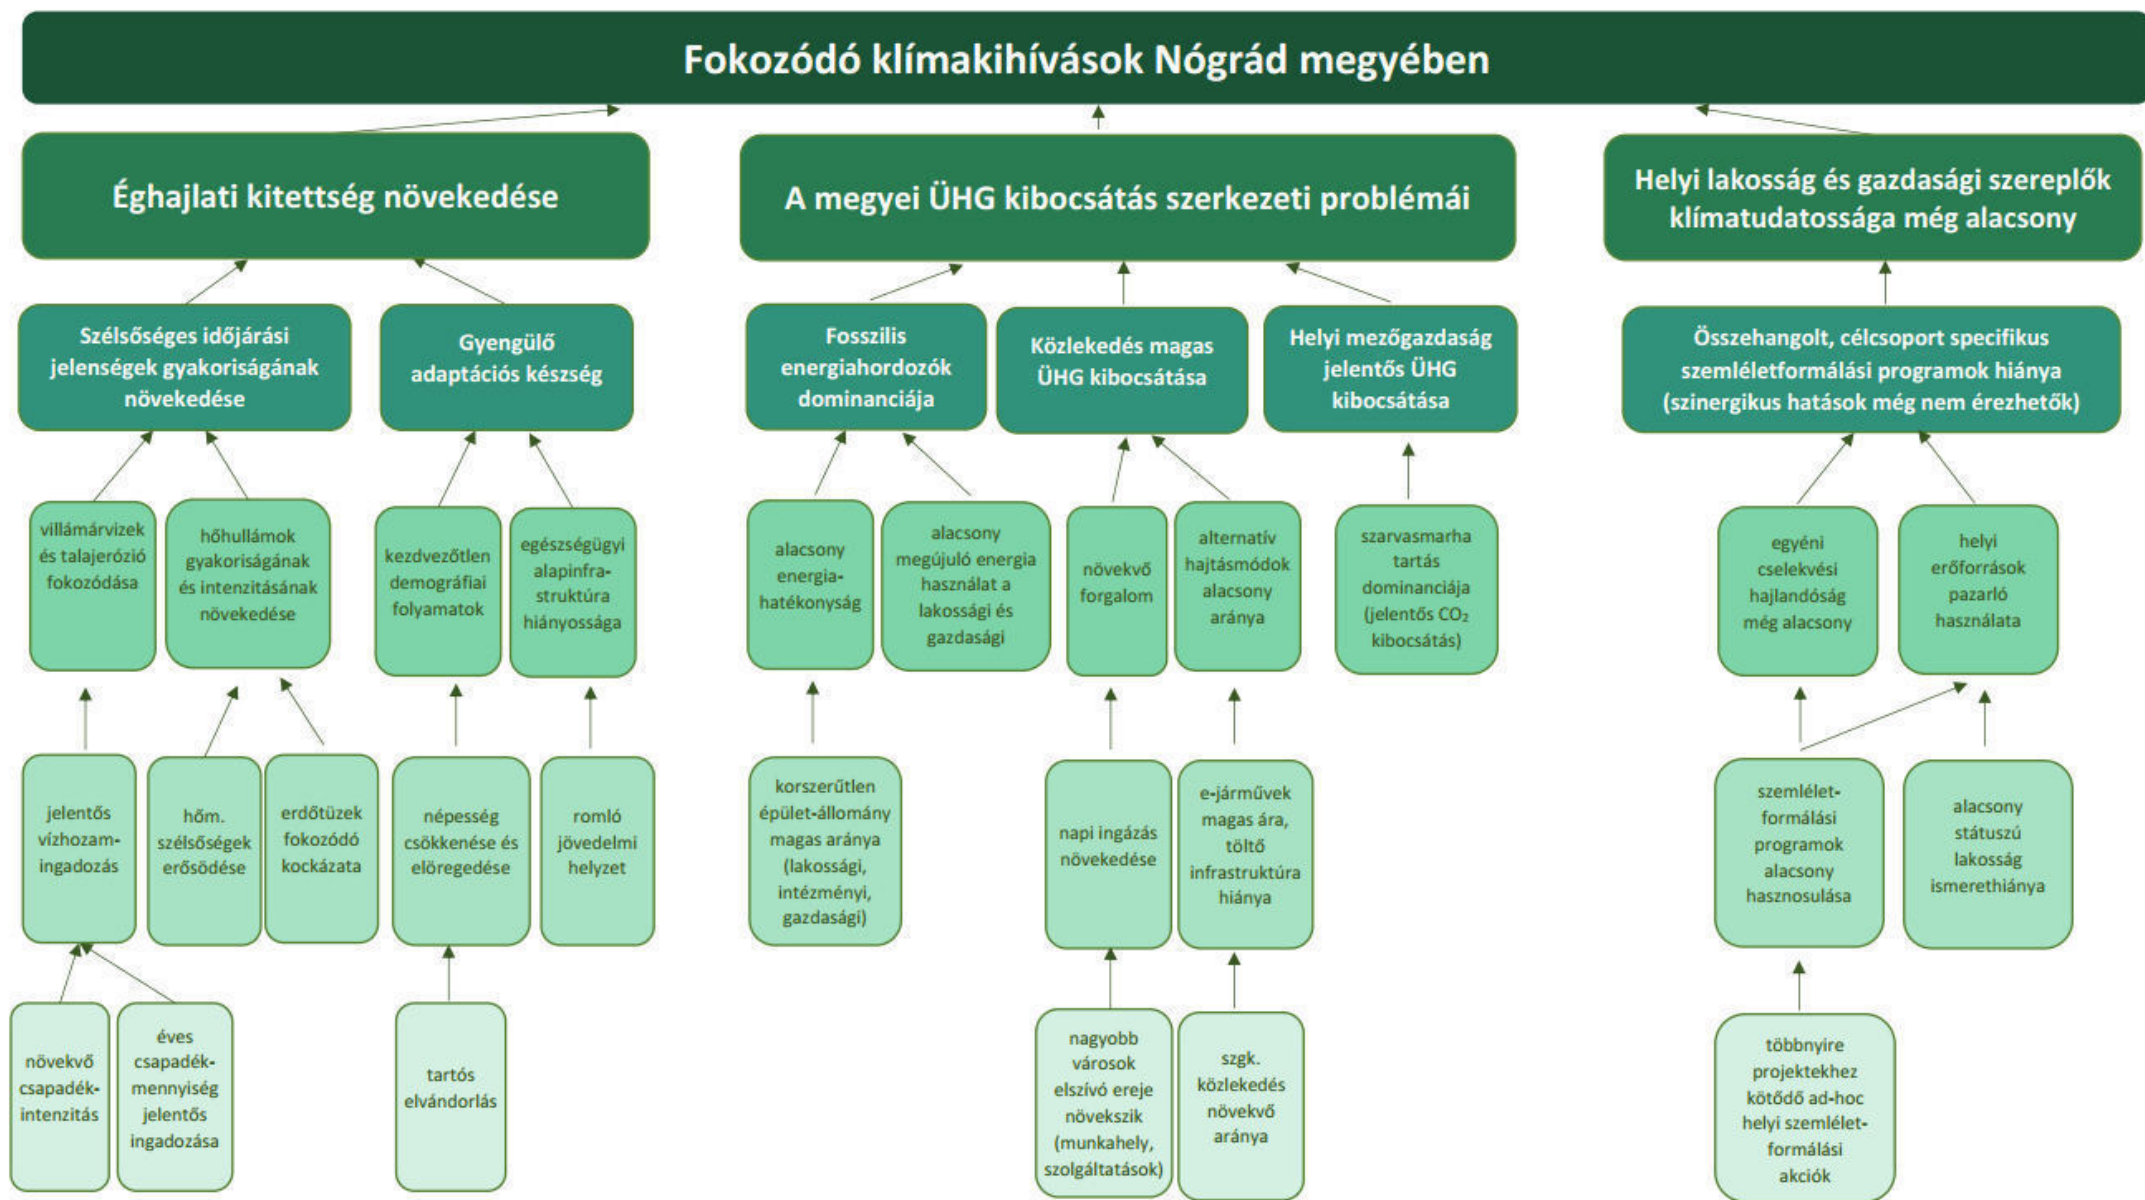 Fokozódó klímakihívások Nógrád megyében
Éghajlati kitettség növekedése
A megyei ÜHG kibocsátás szerkezeti problémái
Helyi lakosság és gazdasági szereplők
klímatudatossága még alacsony
Szélsőséges időjárási
jelenségek gyakoriságának
növekedése
Gyengülő
adaptációs készség
Fosszilis
energiahordozók
dominanciája
Közlekedés magas
ÜHG kibocsátása
Helyi mezőgazdaság
jelentős ÜHG
kibocsátása
Összehangolt, célcsoport specifikus
szemléletformálási programok hiánya
(szinergikus hatások még nem érezhetők)
villámárvizek
és talajerózió
fokozódása
hőhullámok
gyakoriságának
és intenzitásának
növekedése
kezdvezőtlen
demográfiai
folyamatok
egészségügyi
alapinfra-
struktúra
hiányossága
alacsony
energia-
hatékonyság
alacsony
megújuló energia
használat a
lakossági és
gazdasági
növekvő
forgalom
alternatív
hajtásmódok
alacsony
aránya
szarvasmarha
tartás
dominanciája
(jelentős CO₂
kibocsátás)
egyéni
cselekvési
hajlandóság
még alacsony
helyi
erőforrások
pazarló
használata
jelentős
vízhozam-
ingadozás
hőm.
szélsőségek
erősödése
erdőtüzek
fokozódó
kockázata
népesség
csökkenése és
elöregedése
romló
jövedelmi
helyzet
korszerűtlen
épület-állomány
magas aránya
(lakossági,
intézményi,
gazdasági)
napi ingázás
növekedése
e-járművek
magas ára,
töltő
infrastruktúra
hiánya
szemlélet-
formálási
programok
alacsony
hasznosulása
alacsony
státuszú
lakosság
ismerethiánya
növekvő
csapadék-
intenzitás
éves
csapadék-
mennyiség
jelentős
ingadozása
tartós
elvándorlás
nagyobb
városok
elszívó ereje
növekszik
(munkahely,
szolgáltatások)
szgk.
közlekedés
növekvő
aránya
többnyire
projektekhez
kötődő ad-hoc
helyi szemlélet-
formálási
akciók